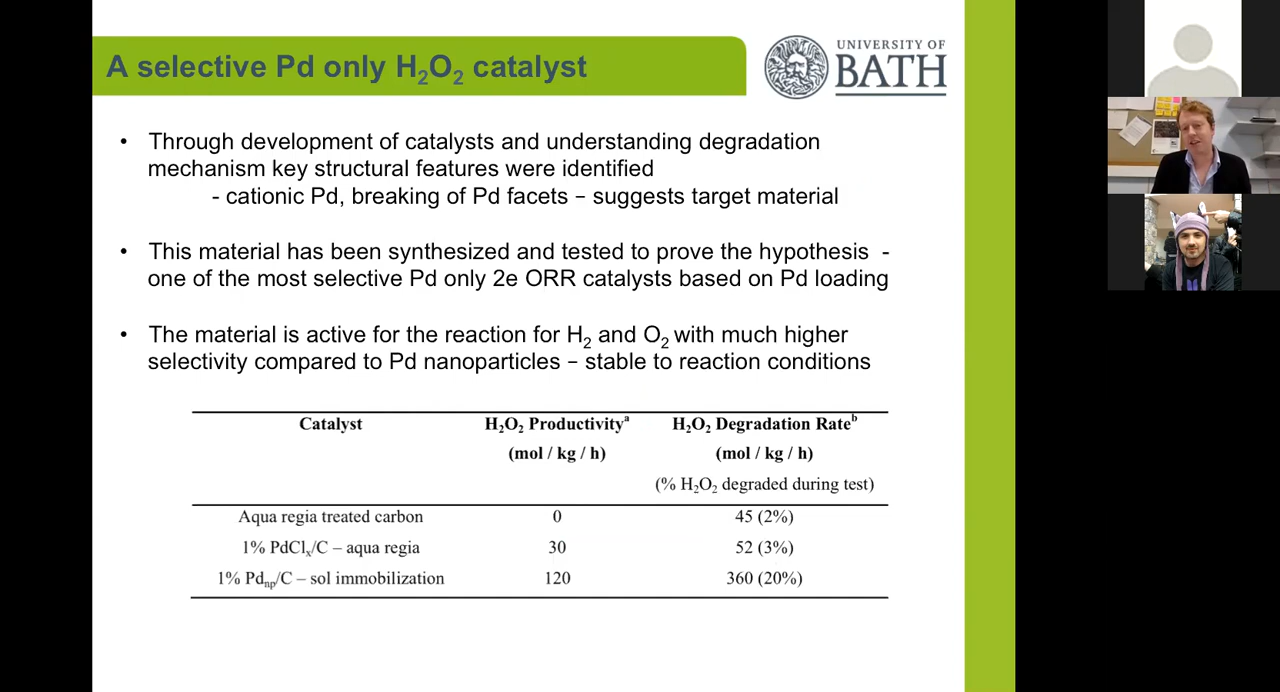 A selective Pd only H₂O₂ catalyst
UNIVERSITY OF
BATH
• Through development of catalysts and understanding degradation
mechanism key structural features were identified
- cationic Pd, breaking of Pd facets – suggests target material
• This material has been synthesized and tested to prove the hypothesis -
one of the most selective Pd only 2e ORR catalysts based on Pd loading
• The material is active for the reaction for H₂ and O₂ with much higher
selectivity compared to Pd nanoparticles – stable to reaction conditions
Catalyst H₂O₂ Productivityᵃ H₂O₂ Degradation Rateᵇ
(mol / kg / h) (mol / kg / h)
(% H₂O₂ degraded during test)
Aqua regia treated carbon 0 45 (2%)
1% PdClₓ/C – aqua regia 30 52 (3%)
1% Pdnp/C – sol immobilization 120 360 (20%)